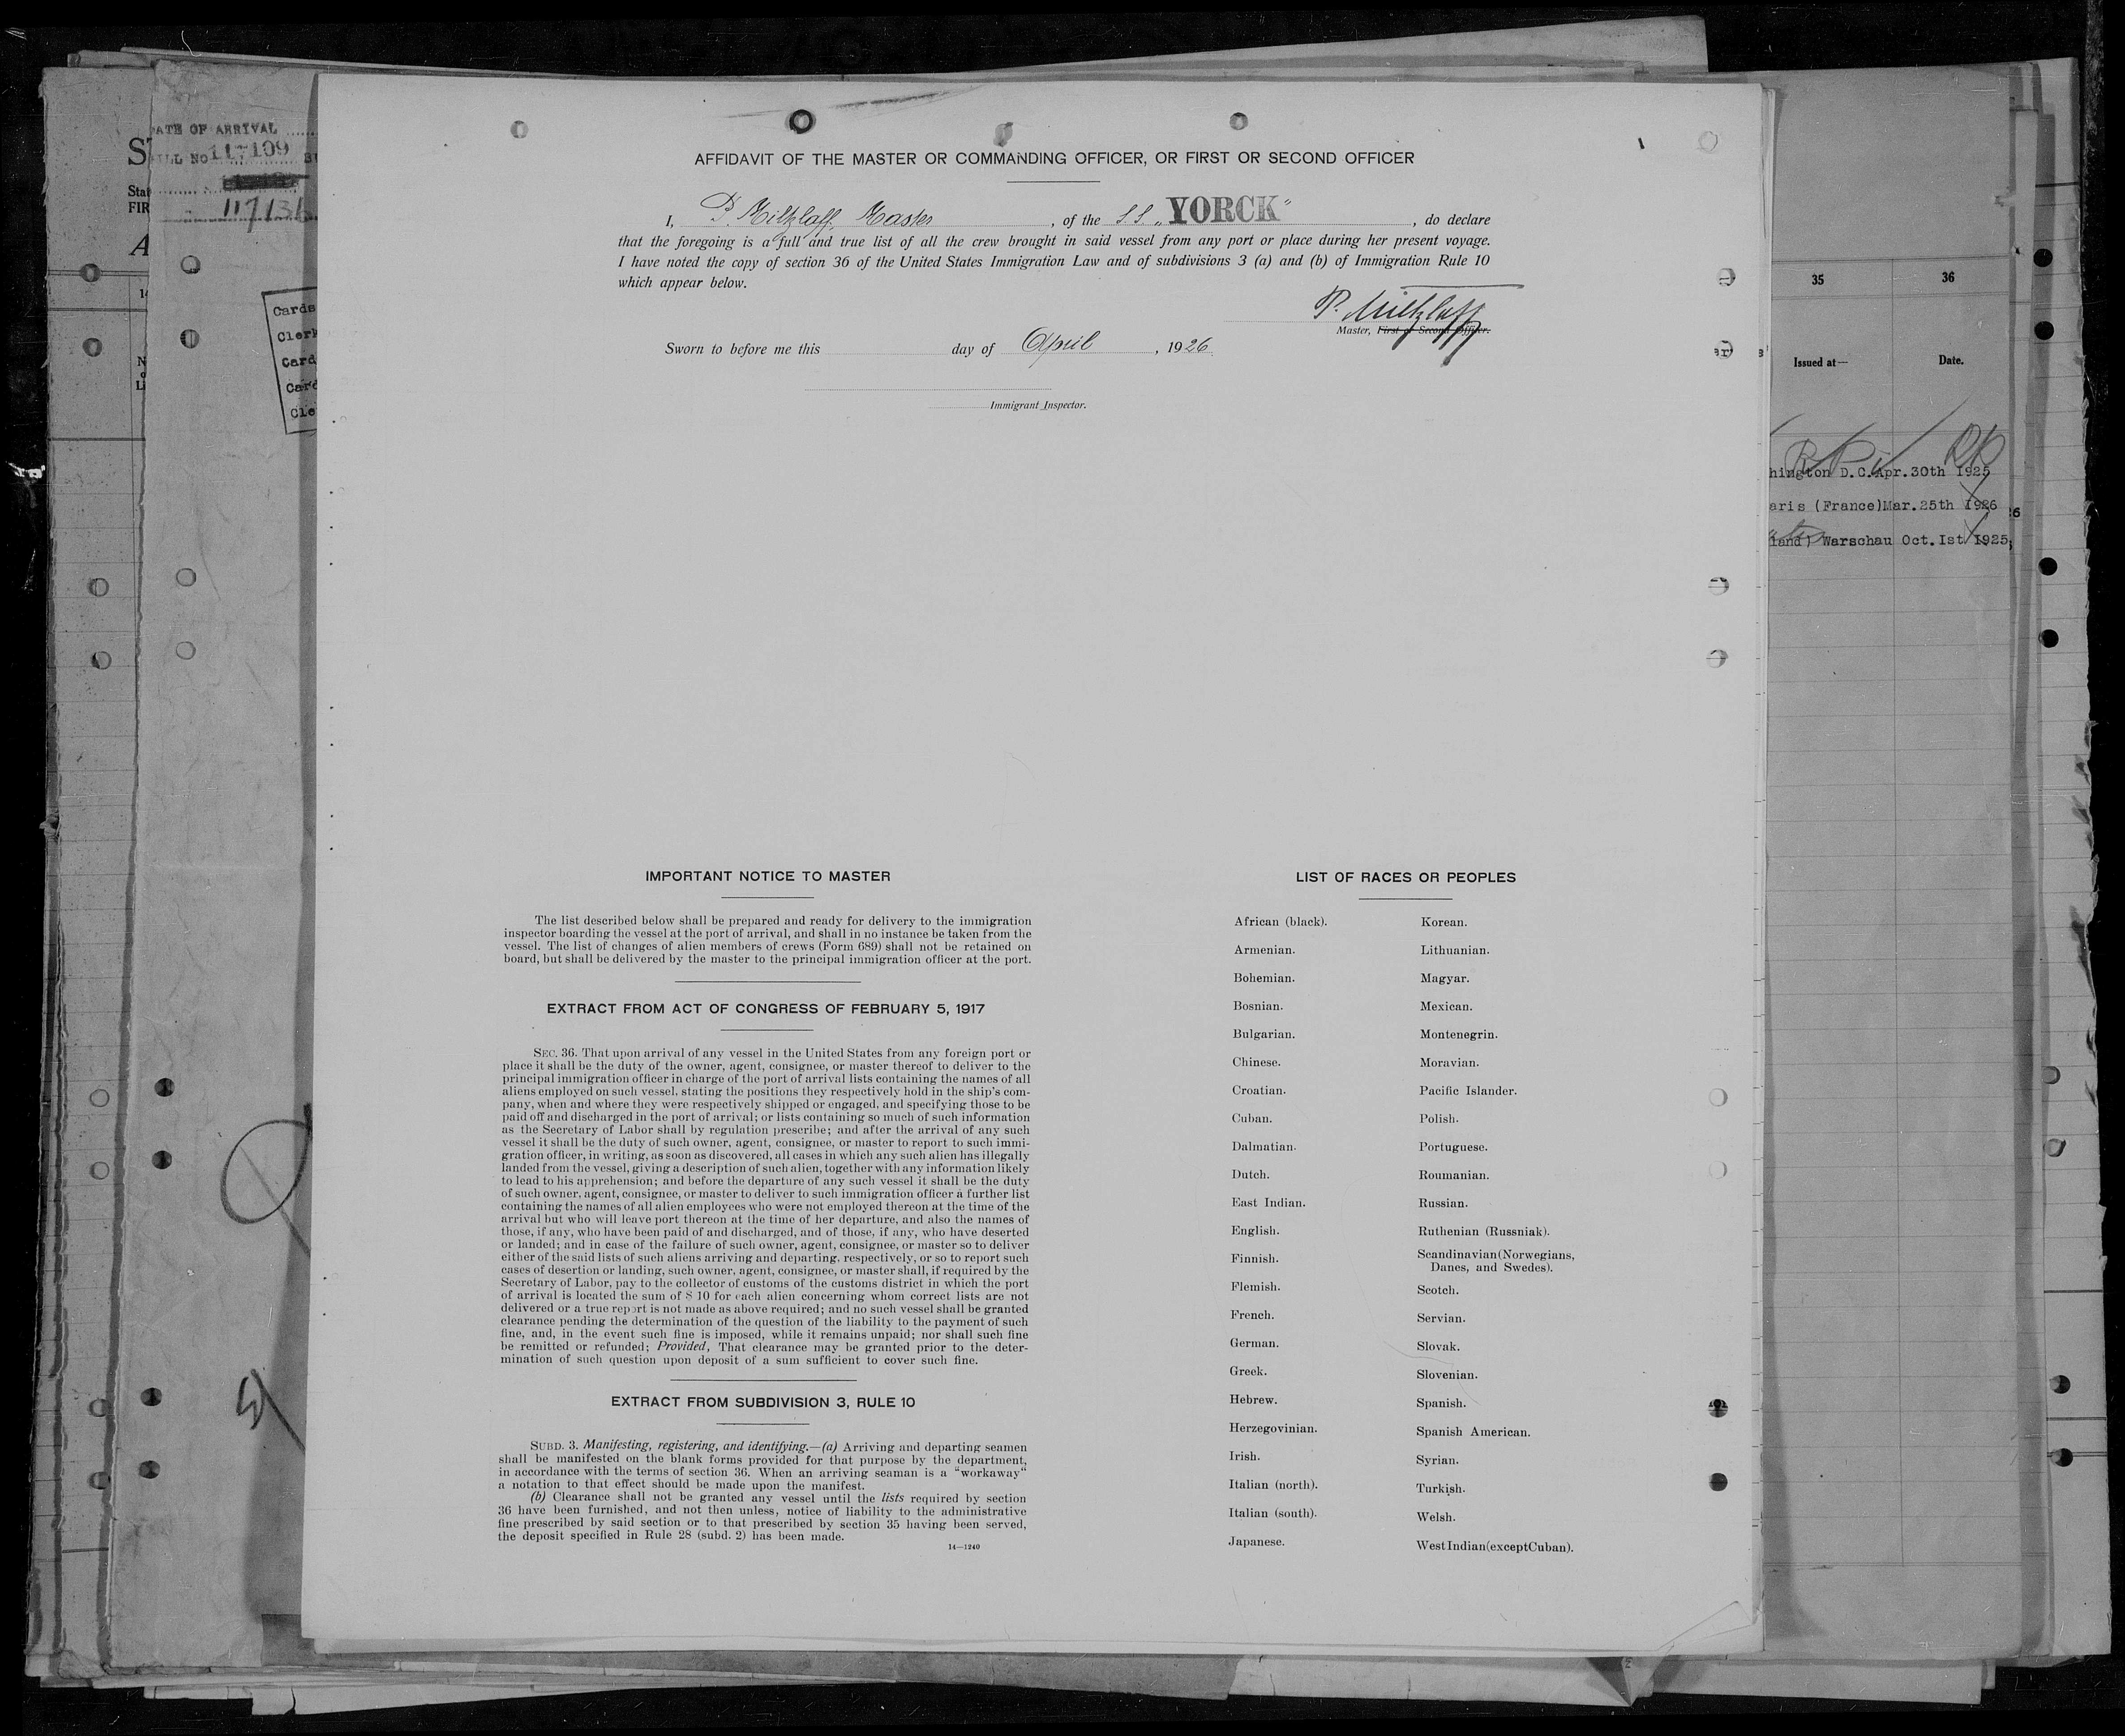 AFFIDAVIT OF THE MASTER OR COMMANDING OFFICER, OR FIRST OR SECOND OFFICER
I, P. Miltzlaff, Master, of the S.S. „YORCK“, do declare
that the foregoing is a full and true list of all the crew brought in said vessel from any port or place during her present voyage.
I have noted the copy of section 36 of the United States Immigration Law and of subdivisions 3 (a) and (b) of Immigration Rule 10
which appear below.
P. Miltzlaff
Master, First or Second Officer.
Sworn to before me this day of April, 1926.
Immigrant Inspector.
IMPORTANT NOTICE TO MASTER
The list described below shall be prepared and ready for delivery to the immigration
inspector boarding the vessel at the port of arrival, and shall in no instance be taken from the
vessel. The list of changes of alien members of crews (Form 689) shall not be retained on
board, but shall be delivered by the master to the principal immigration officer at the port.
EXTRACT FROM ACT OF CONGRESS OF FEBRUARY 5, 1917
SEC. 36. That upon arrival of any vessel in the United States from any foreign port or
place it shall be the duty of the owner, agent, consignee, or master thereof to deliver to the
principal immigration officer in charge of the port of arrival lists containing the names of all
aliens employed on such vessel, stating the positions they respectively hold in the ship's com-
pany, when and where they were respectively shipped or engaged, and specifying those to be
paid off and discharged in the port of arrival; or lists containing so much of such information
as the Secretary of Labor shall by regulation prescribe; and after the arrival of any such
vessel it shall be the duty of such owner, agent, consignee, or master to report to such immi-
gration officer, in writing, as soon as discovered, all cases in which any such alien has illegally
landed from the vessel, giving a description of such alien, together with any information likely
to lead to his apprehension; and before the departure of any such vessel it shall be the duty
of such owner, agent, consignee, or master to deliver to such immigration officer a further list
containing the names of all alien employees who were not employed thereon at the time of the
arrival but who will leave port thereon at the time of her departure, and also the names of
those, if any, who have been paid of and discharged, and of those, if any, who have deserted
or landed; and in case of the failure of such owner, agent, consignee, or master so to deliver
either of the said lists of such aliens arriving and departing, respectively, or so to report such
cases of desertion or landing, such owner, agent, consignee, or master shall, if required by the
Secretary of Labor, pay to the collector of customs of the customs district in which the port
of arrival is located the sum of $ 10 for each alien concerning whom correct lists are not
delivered or a true report is not made as above required; and no such vessel shall be granted
clearance pending the determination of the question of the liability to the payment of such
fine, and, in the event such fine is imposed, while it remains unpaid; nor shall such fine
be remitted or refunded; Provided, That clearance may be granted prior to the deter-
mination of such question upon deposit of a sum sufficient to cover such fine.
EXTRACT FROM SUBDIVISION 3, RULE 10
SUBD. 3. Manifesting, registering, and identifying.—(a) Arriving and departing seamen
shall be manifested on the blank forms provided for that purpose by the department,
in accordance with the terms of section 36. When an arriving seaman is a “workaway“
a notation to that effect should be made upon the manifest.
(b) Clearance shall not be granted any vessel until the lists required by section
36 have been furnished, and not then unless, notice of liability to the administrative
fine prescribed by said section or to that prescribed by section 35 having been served,
the deposit specified in Rule 28 (subd. 2) has been made.
14—1240
LIST OF RACES OR PEOPLES
African (black).
Armenian.
Bohemian.
Bosnian.
Bulgarian.
Chinese.
Croatian.
Cuban.
Dalmatian.
Dutch.
East Indian.
English.
Finnish.
Flemish.
French.
German.
Greek.
Hebrew.
Herzegovinian.
Irish.
Italian (north).
Italian (south).
Japanese.
Korean.
Lithuanian.
Magyar.
Mexican.
Montenegrin.
Moravian.
Pacific Islander.
Polish.
Portuguese.
Roumanian.
Russian.
Ruthenian (Russniak).
Scandinavian(Norwegians,
Danes, and Swedes).
Scotch.
Servian.
Slovak.
Slovenian.
Spanish.
Spanish American.
Syrian.
Turkish.
Welsh.
West Indian(except Cuban).
ATE OF ARRIVAL
No 117109
Stat
FIR
A
Cards
Clerk
Card
Card
Cle
35
36
Issued at—
Date.
hington D.C. Apr. 30th 1925
aris (France) Mar. 25th 1926
land) Warschau Oct. 1st 1925